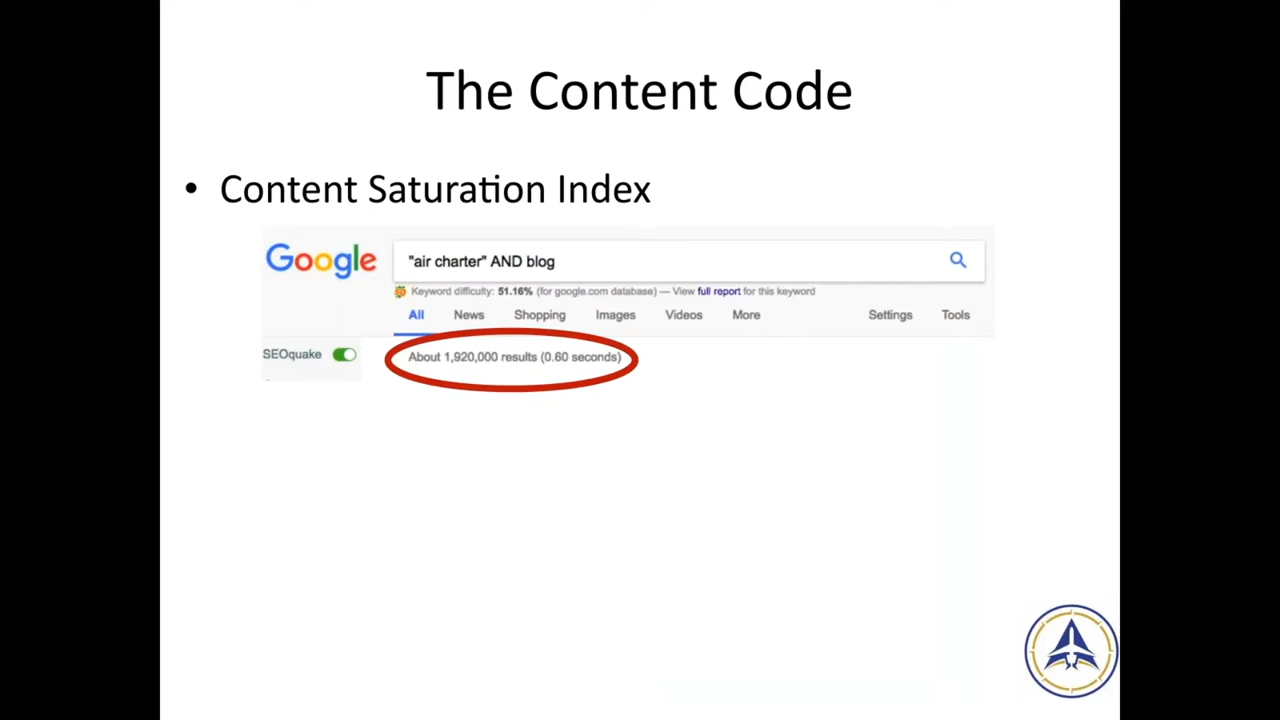 The Content Code
• Content Saturation Index
Google
"air charter" AND blog
Keyword difficulty: 51.16% (for google.com database) — View full report for this keyword
All News Shopping Images Videos More Settings Tools
SEOquake
About 1,920,000 results (0.60 seconds)